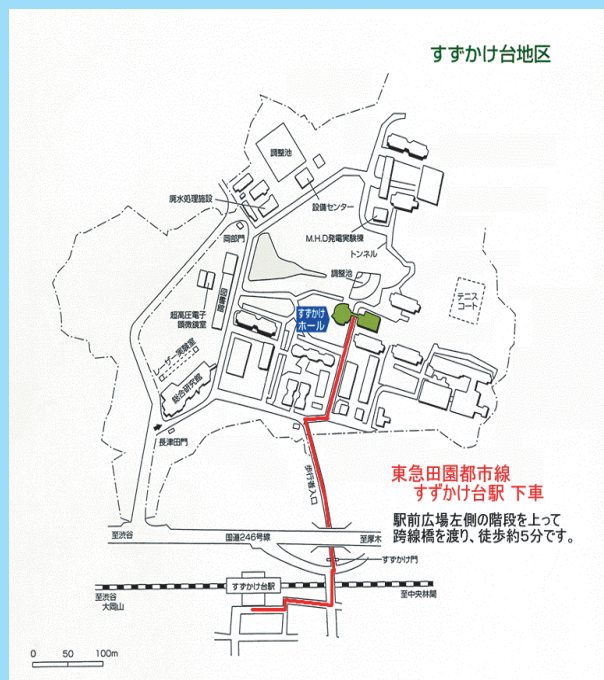 すずかけ台地区
調整池
廃水処理施設
設備センター
岡部門
M.H.D発電実験棟
トンネル
調整池
図書館
超高圧電子
顕微鏡室
すずかけ
ホール
テニス
コート
レーザー実験室
総合研究館
長津田門
歩行者入口
東急田園都市線
すずかけ台駅 下車
駅前広場左側の階段を上って
跨線橋を渡り、徒歩約5分です。
至渋谷
国道246号線
至厚木
すずかけ門
すずかけ台駅
至渋谷
大岡山
至中央林間
0 50 100m